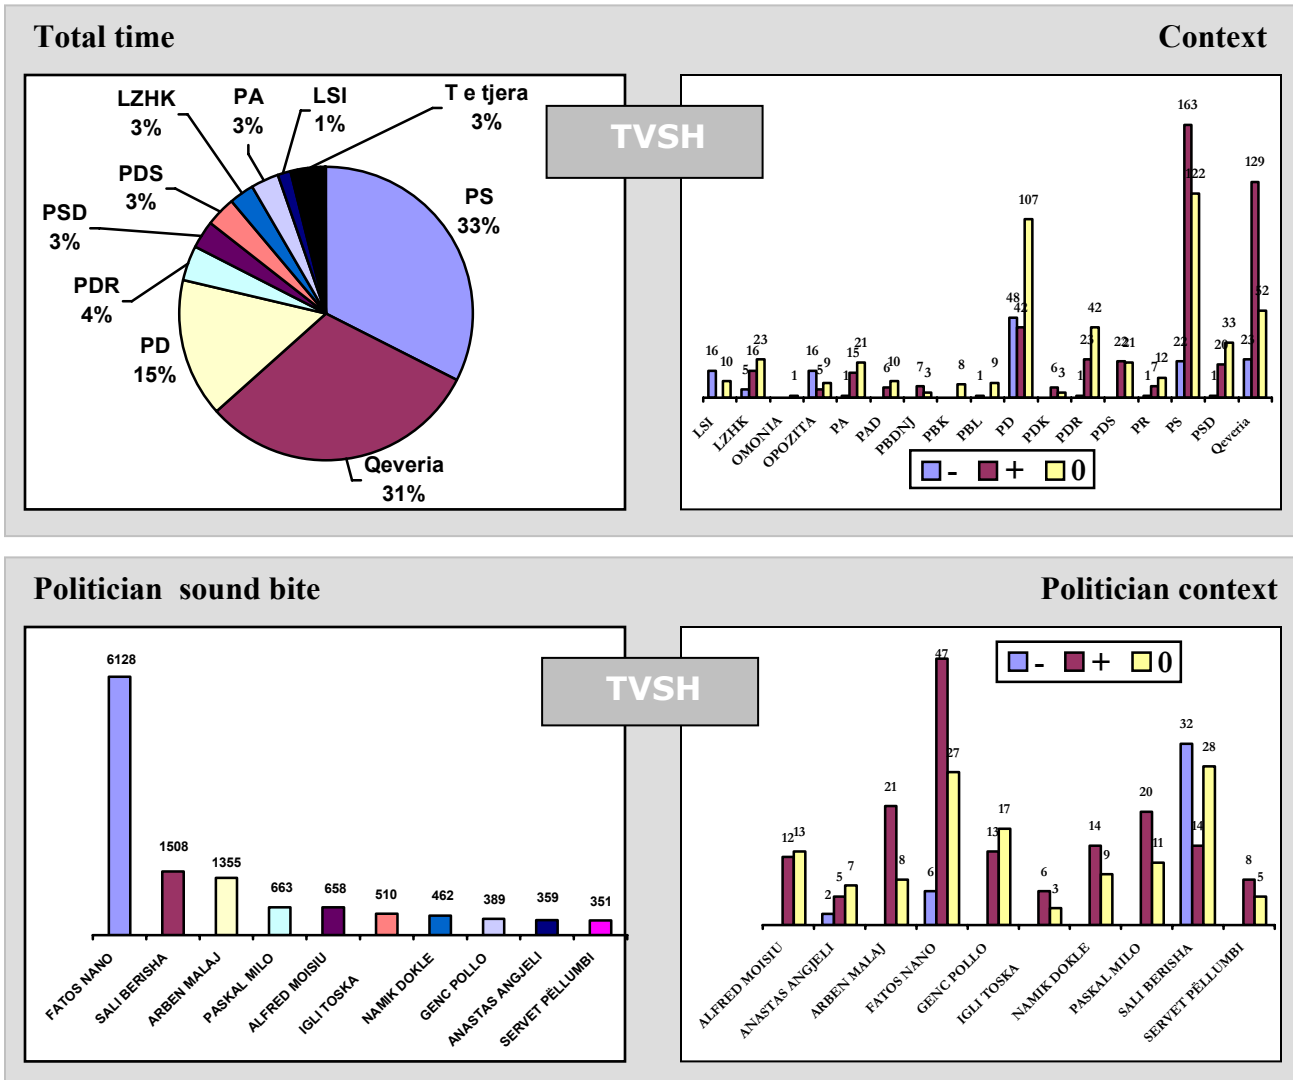 Total time
Context
TVSH
LZHK
3%
PA
3%
LSI
1%
T e tjera
3%
PDS
3%
PSD
3%
PDR
4%
PD
15%
PS
33%
Qeveria
31%
16 10
5 16 23
1
16 5 9
1 15 21
6 10
7 3
8
1 9
48 42 107
6 3
1 23 42
22 21
1 7 12
22 163 122
1 20 33
23 129 52
LSI LZHK OMONIA OPOZITA PA PAD PBDNJ PBK PBL PD PDK PDR PDS PR PS PSD Qeveria
- + 0
Politician sound bite
Politician context
TVSH
6128 1508 1355 663 658 510 462 389 359 351
FATOS NANO SALI BERISHA ARBEN MALAJ PASKAL MILO ALFRED MOISIU IGLI TOSKA NAMIK DOKLE GENC POLLO ANASTAS ANGJELI SERVET PËLLUMBI
- + 0
12 13
2 5 7
21 8
6 47 27
13 17
6 3
14 9
20 11
32 14 28
8 5
ALFRED MOISIU ANASTAS ANGJELI ARBEN MALAJ FATOS NANO GENC POLLO IGLI TOSKA NAMIK DOKLE PASKAL MILO SALI BERISHA SERVET PËLLUMBI